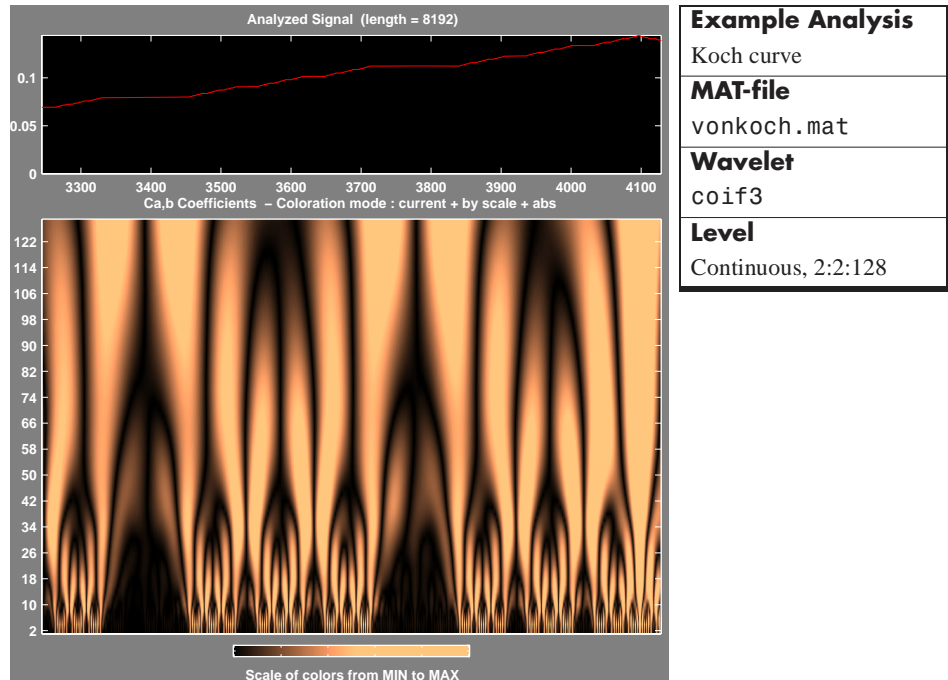 Analyzed Signal (length = 8192)
0.1
0.05
0
3300 3400 3500 3600 3700 3800 3900 4000 4100
Ca,b Coefficients – Coloration mode : current + by scale + abs
122
114
106
98
90
82
74
66
58
50
42
34
26
18
10
2
Scale of colors from MIN to MAX
Example Analysis
Koch curve
MAT-file
vonkoch.mat
Wavelet
coif3
Level
Continuous, 2:2:128